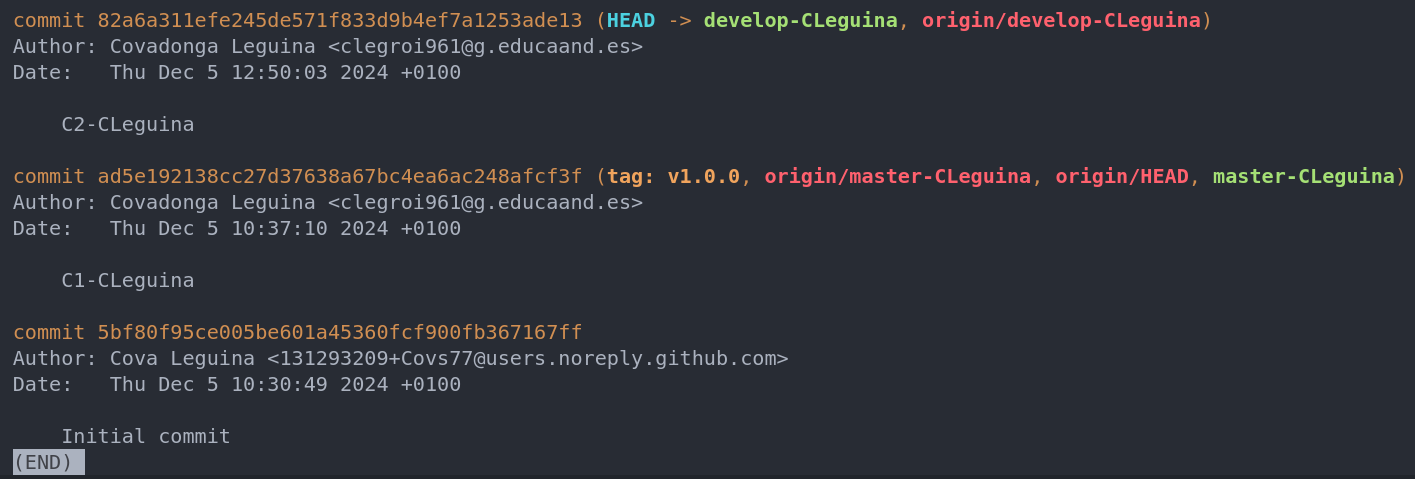 commit 82a6a311efe245de571f833d9b4ef7a1253ade13 (HEAD -> develop-CLeguina, origin/develop-CLeguina)
Author: Covadonga Leguina <clegroi961@g.educaand.es>
Date:   Thu Dec 5 12:50:03 2024 +0100
    C2-CLeguina
commit ad5e192138cc27d37638a67bc4ea6ac248afcf3f (tag: v1.0.0, origin/master-CLeguina, origin/HEAD, master-CLeguina)
Author: Covadonga Leguina <clegroi961@g.educaand.es>
Date:   Thu Dec 5 10:37:10 2024 +0100
    C1-CLeguina
commit 5bf80f95ce005be601a45360fcf900fb367167ff
Author: Cova Leguina <131293209+Covs77@users.noreply.github.com>
Date:   Thu Dec 5 10:30:49 2024 +0100
    Initial commit
(END)